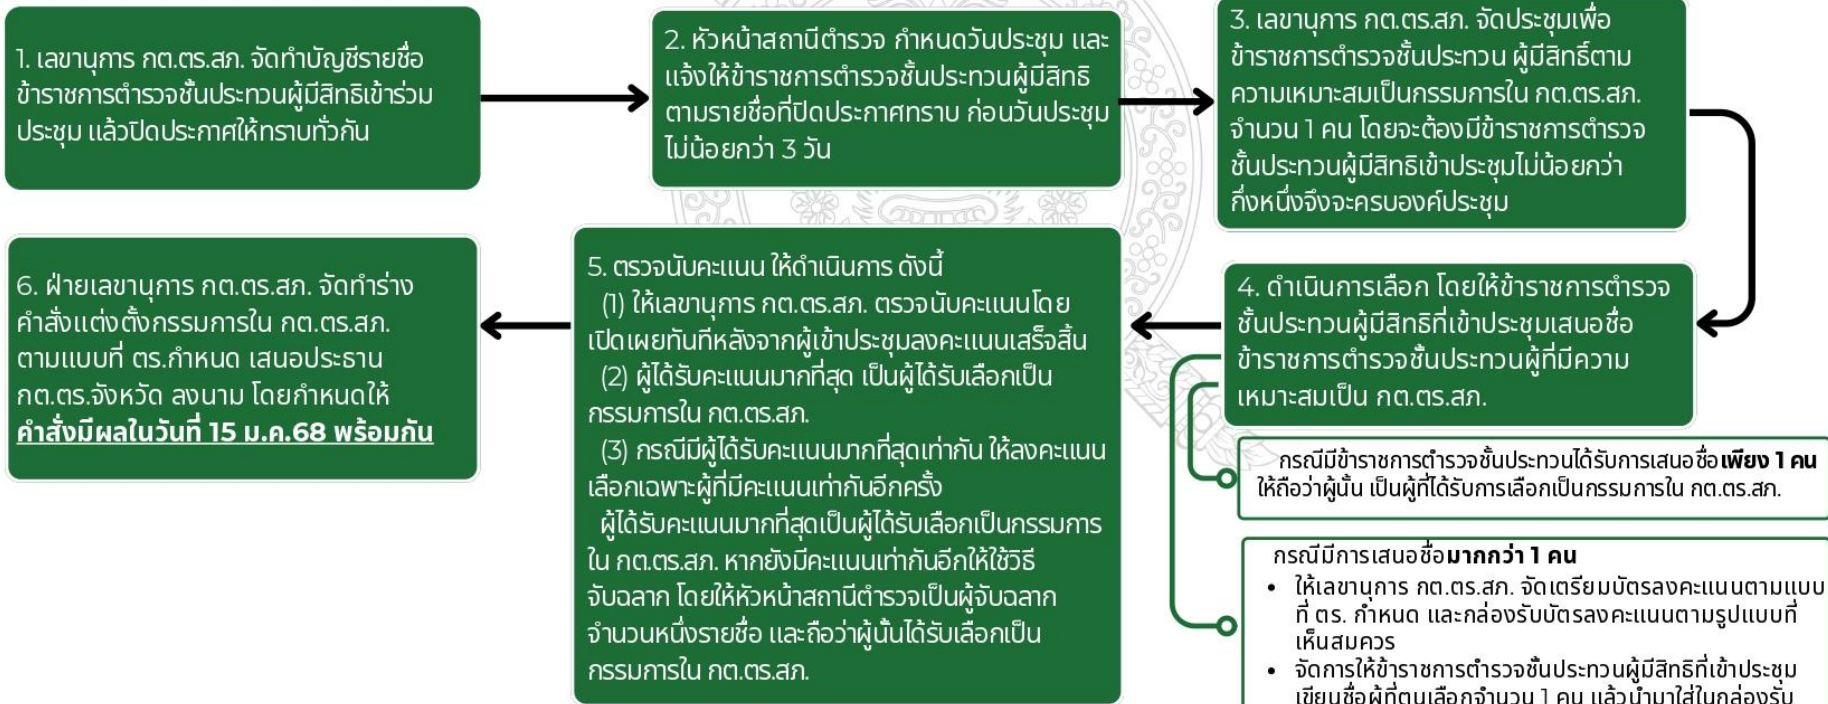 1. เลขานุการ กต.ตร.สภ. จัดทำบัญชีรายชื่อ
ข้าราชการตำรวจชั้นประทวนผู้มีสิทธิเข้าร่วม
ประชุม แล้วปิดประกาศให้ทราบทั่วกัน
2. หัวหน้าสถานีตำรวจ กำหนดวันประชุม และ
แจ้งให้ข้าราชการตำรวจชั้นประทวนผู้มีสิทธิ
ตามรายชื่อที่ปิดประกาศทราบ ก่อนวันประชุม
ไม่น้อยกว่า 3 วัน
3. เลขานุการ กต.ตร.สภ. จัดประชุมเพื่อ
ข้าราชการตำรวจชั้นประทวน ผู้มีสิทธิ์ตาม
ความเหมาะสมเป็นกรรมการใน กต.ตร.สภ.
จำนวน 1 คน โดยจะต้องมีข้าราชการตำรวจ
ชั้นประทวนผู้มีสิทธิเข้าประชุมไม่น้อยกว่า
กึ่งหนึ่งจึงจะครบองค์ประชุม
4. ดำเนินการเลือก โดยให้ข้าราชการตำรวจ
ชั้นประทวนผู้มีสิทธิที่เข้าประชุมเสนอชื่อ
ข้าราชการตำรวจชั้นประทวนผู้ที่มีความ
เหมาะสมเป็น กต.ตร.สภ.
กรณีมีข้าราชการตำรวจชั้นประทวนได้รับการเสนอชื่อเพียง 1 คน
ให้ถือว่าผู้นั้น เป็นผู้ที่ได้รับการเลือกเป็นกรรมการใน กต.ตร.สภ.
กรณีมีการเสนอชื่อมากกว่า 1 คน
• ให้เลขานุการ กต.ตร.สภ. จัดเตรียมบัตรลงคะแนนตามแบบ
ที่ ตร. กำหนด และกล่องรับบัตรลงคะแนนตามรูปแบบที่
เห็นสมควร
• จัดการให้ข้าราชการตำรวจชั้นประทวนผู้มีสิทธิที่เข้าประชุม
เขียนชื่อผู้ที่ตนเลือกจำนวน 1 คน แล้วนำมาใส่ในกล่องรับ
5. ตรวจนับคะแนน ให้ดำเนินการ ดังนี้
(1) ให้เลขานุการ กต.ตร.สภ. ตรวจนับคะแนนโดย
เปิดเผยทันทีหลังจากผู้เข้าประชุมลงคะแนนเสร็จสิ้น
(2) ผู้ได้รับคะแนนมากที่สุด เป็นผู้ได้รับเลือกเป็น
กรรมการใน กต.ตร.สภ.
(3) กรณีมีผู้ได้รับคะแนนมากที่สุดเท่ากัน ให้ลงคะแนน
เลือกเฉพาะผู้ที่มีคะแนนเท่ากันอีกครั้ง
ผู้ได้รับคะแนนมากที่สุดเป็นผู้ได้รับเลือกเป็นกรรมการ
ใน กต.ตร.สภ. หากยังมีคะแนนเท่ากันอีกให้ใช้วิธี
จับฉลาก โดยให้หัวหน้าสถานีตำรวจเป็นผู้จับฉลาก
จำนวนหนึ่งรายชื่อ และถือว่าผู้นั้นได้รับเลือกเป็น
กรรมการใน กต.ตร.สภ.
6. ฝ่ายเลขานุการ กต.ตร.สภ. จัดทำร่าง
คำสั่งแต่งตั้งกรรมการใน กต.ตร.สภ.
ตามแบบที่ ตร.กำหนด เสนอประธาน
กต.ตร.จังหวัด ลงนาม โดยกำหนดให้
คำสั่งมีผลในวันที่ 15 ม.ค.68 พร้อมกัน